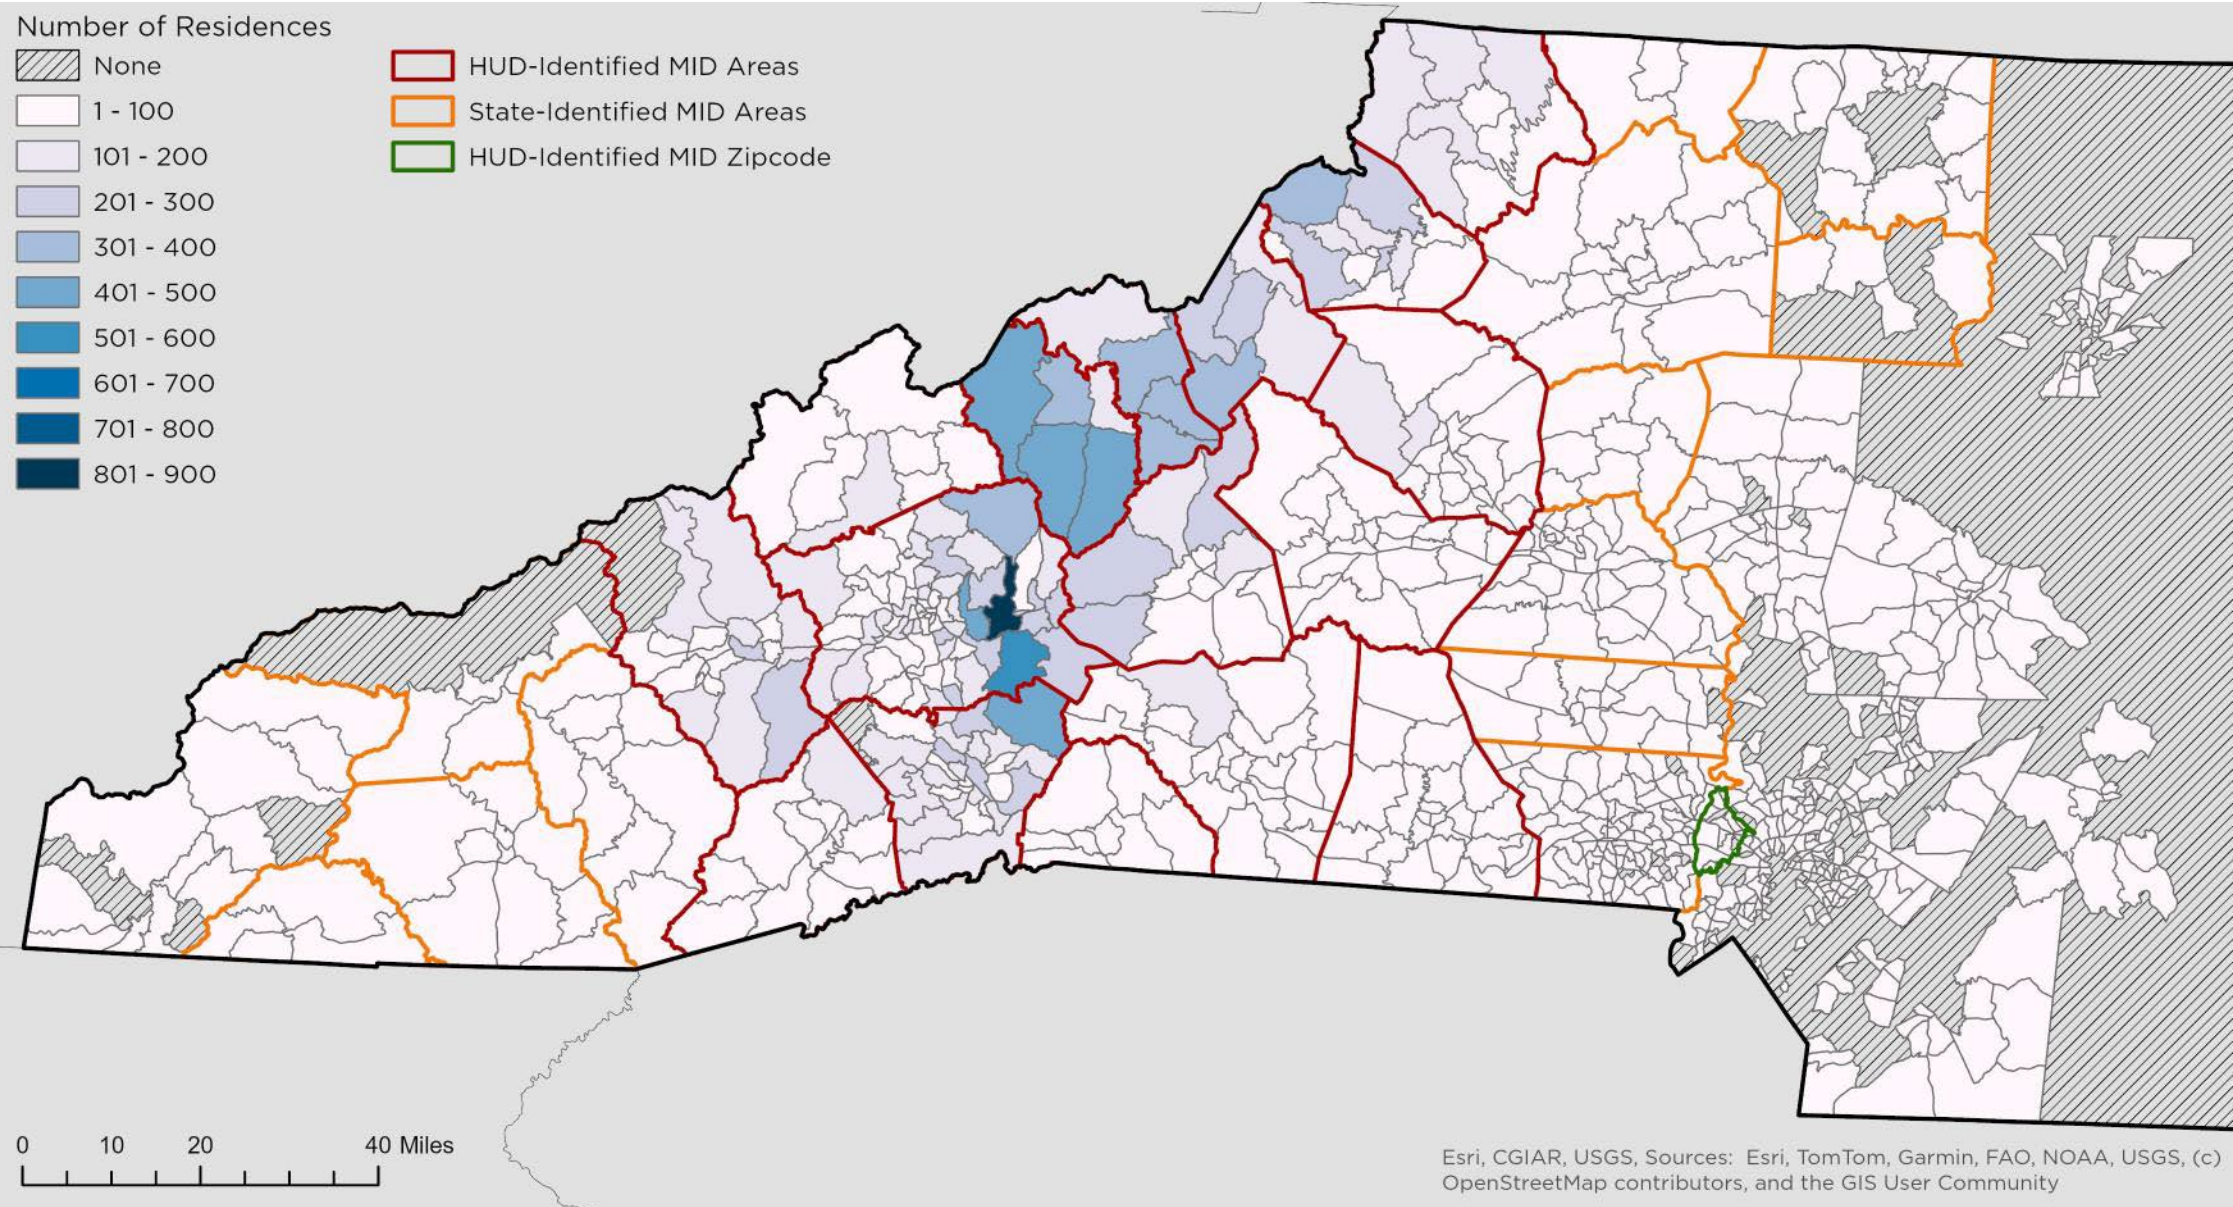 Number of Residences
None
1 - 100
101 - 200
201 - 300
301 - 400
401 - 500
501 - 600
601 - 700
701 - 800
801 - 900
HUD-Identified MID Areas
State-Identified MID Areas
HUD-Identified MID Zipcode
0 10 20 40 Miles
Esri, CGIAR, USGS, Sources: Esri, TomTom, Garmin, FAO, NOAA, USGS, (c)
OpenStreetMap contributors, and the GIS User Community